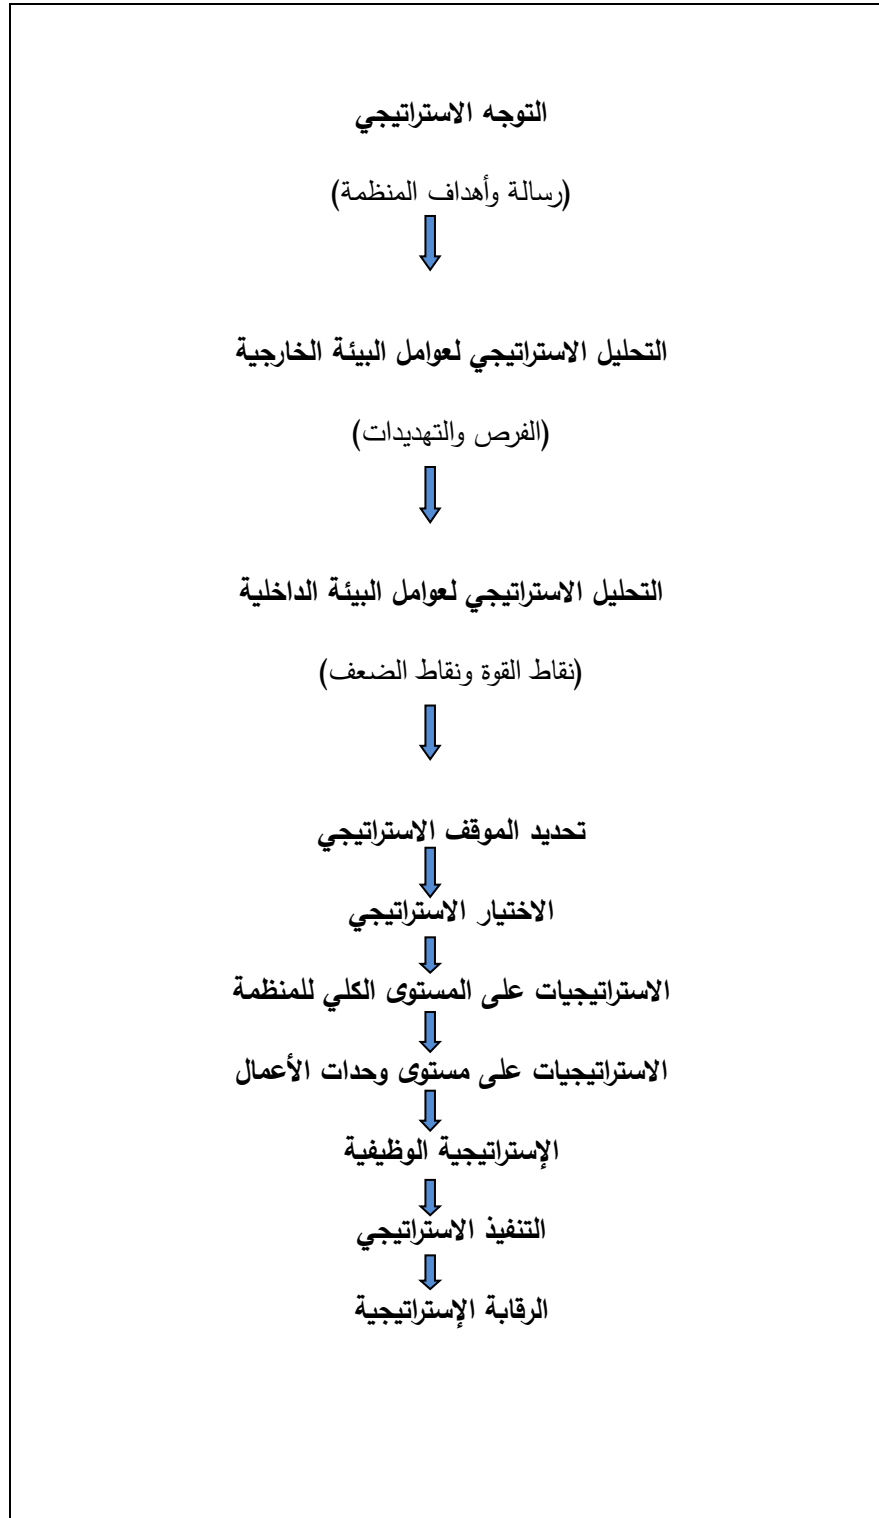 التوجه الاستراتيجي
(رسالة وأهداف المنظمة)
التحليل الاستراتيجي لعوامل البيئة الخارجية
(الفرص والتهديدات)
التحليل الاستراتيجي لعوامل البيئة الداخلية
(نقاط القوة ونقاط الضعف)
تحديد الموقف الاستراتيجي
الاختيار الاستراتيجي
الاستراتيجيات على المستوى الكلي للمنظمة
الاستراتيجيات على مستوى وحدات الأعمال
الإستراتيجية الوظيفية
التنفيذ الاستراتيجي
الرقابة الإستراتيجية